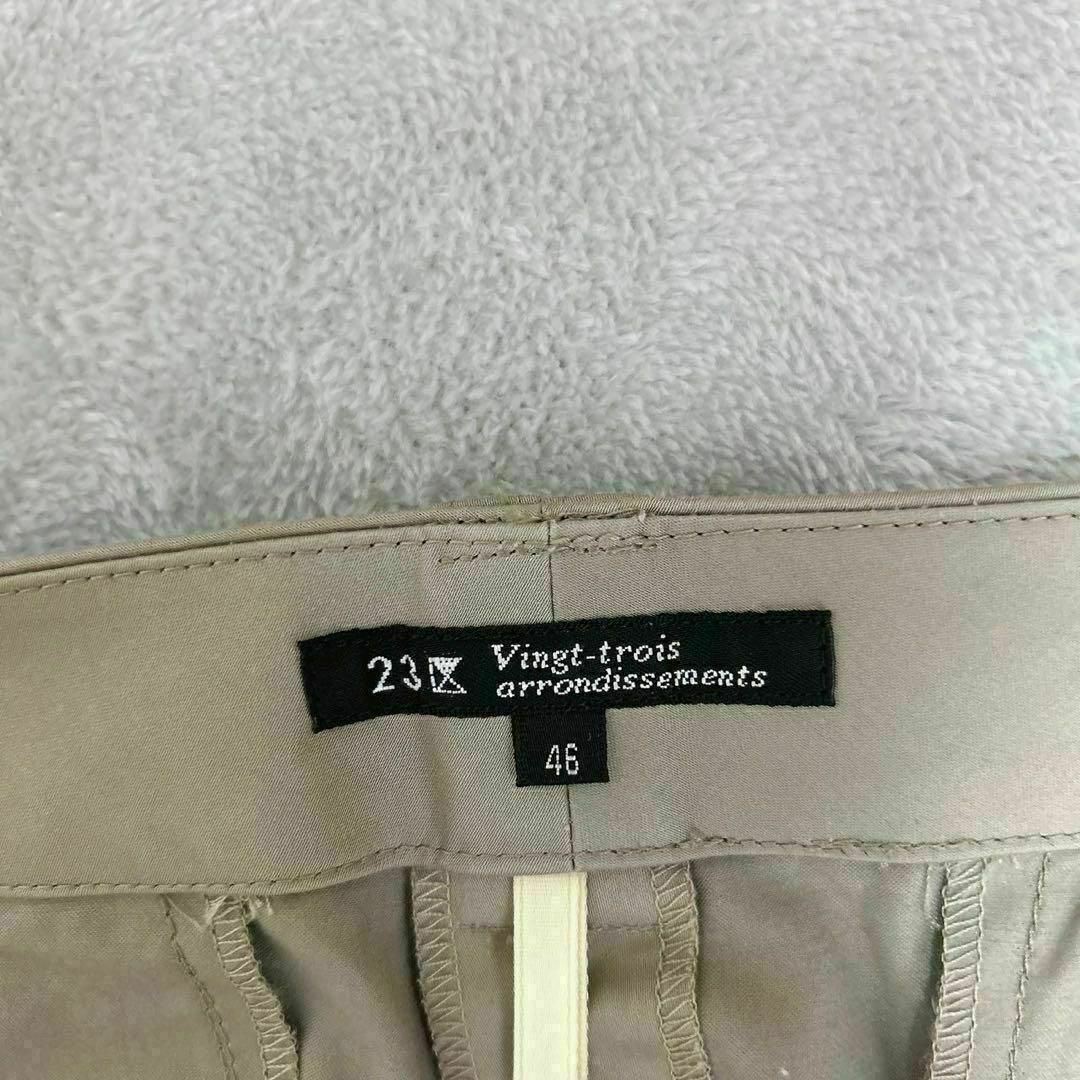 23区 Vingt-trois
arrondissements
46